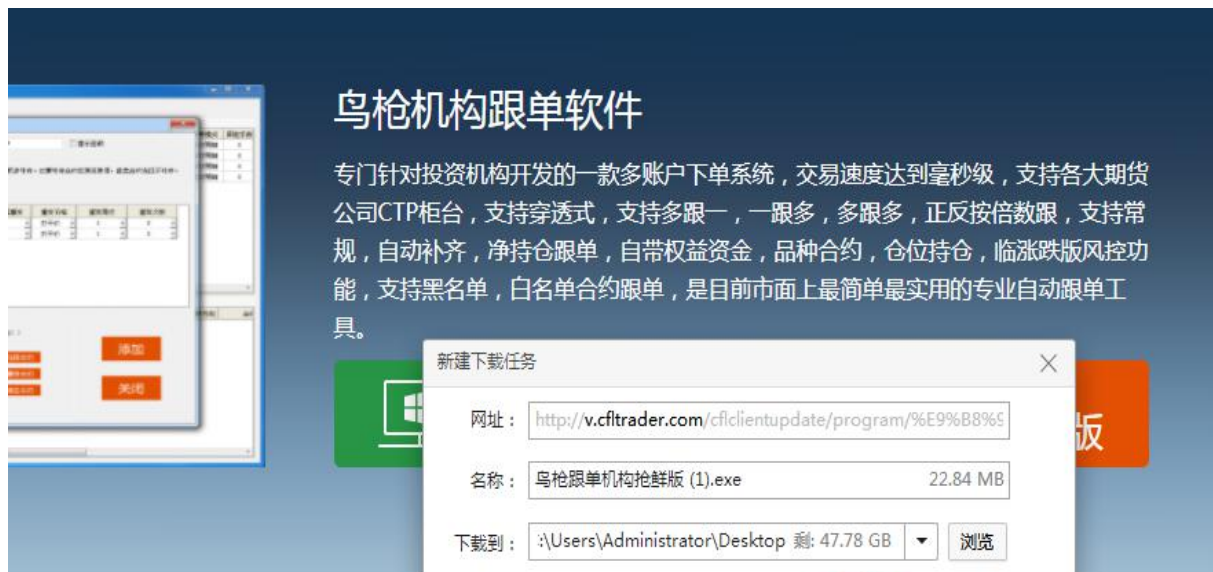 鸟枪机构跟单软件
专门针对投资机构开发的一款多账户下单系统，交易速度达到毫秒级，支持各大期货
公司CTP柜台，支持穿透式，支持多跟一，一跟多，多跟多，正反按倍数跟，支持常
规，自动补齐，净持仓跟单，自带权益资金，品种合约，仓位持仓，临涨跌版风控功
能，支持黑名单，白名单合约跟单，是目前市面上最简单最实用的专业自动跟单工
具。
添加
关闭
版
新建下载任务
网址： http://v.cfltrader.com/cflclientupdate/program/%E9%B8%9
名称： 鸟枪跟单机构抢鲜版 (1).exe 22.84 MB
下载到： :\Users\Administrator\Desktop 剩: 47.78 GB 浏览